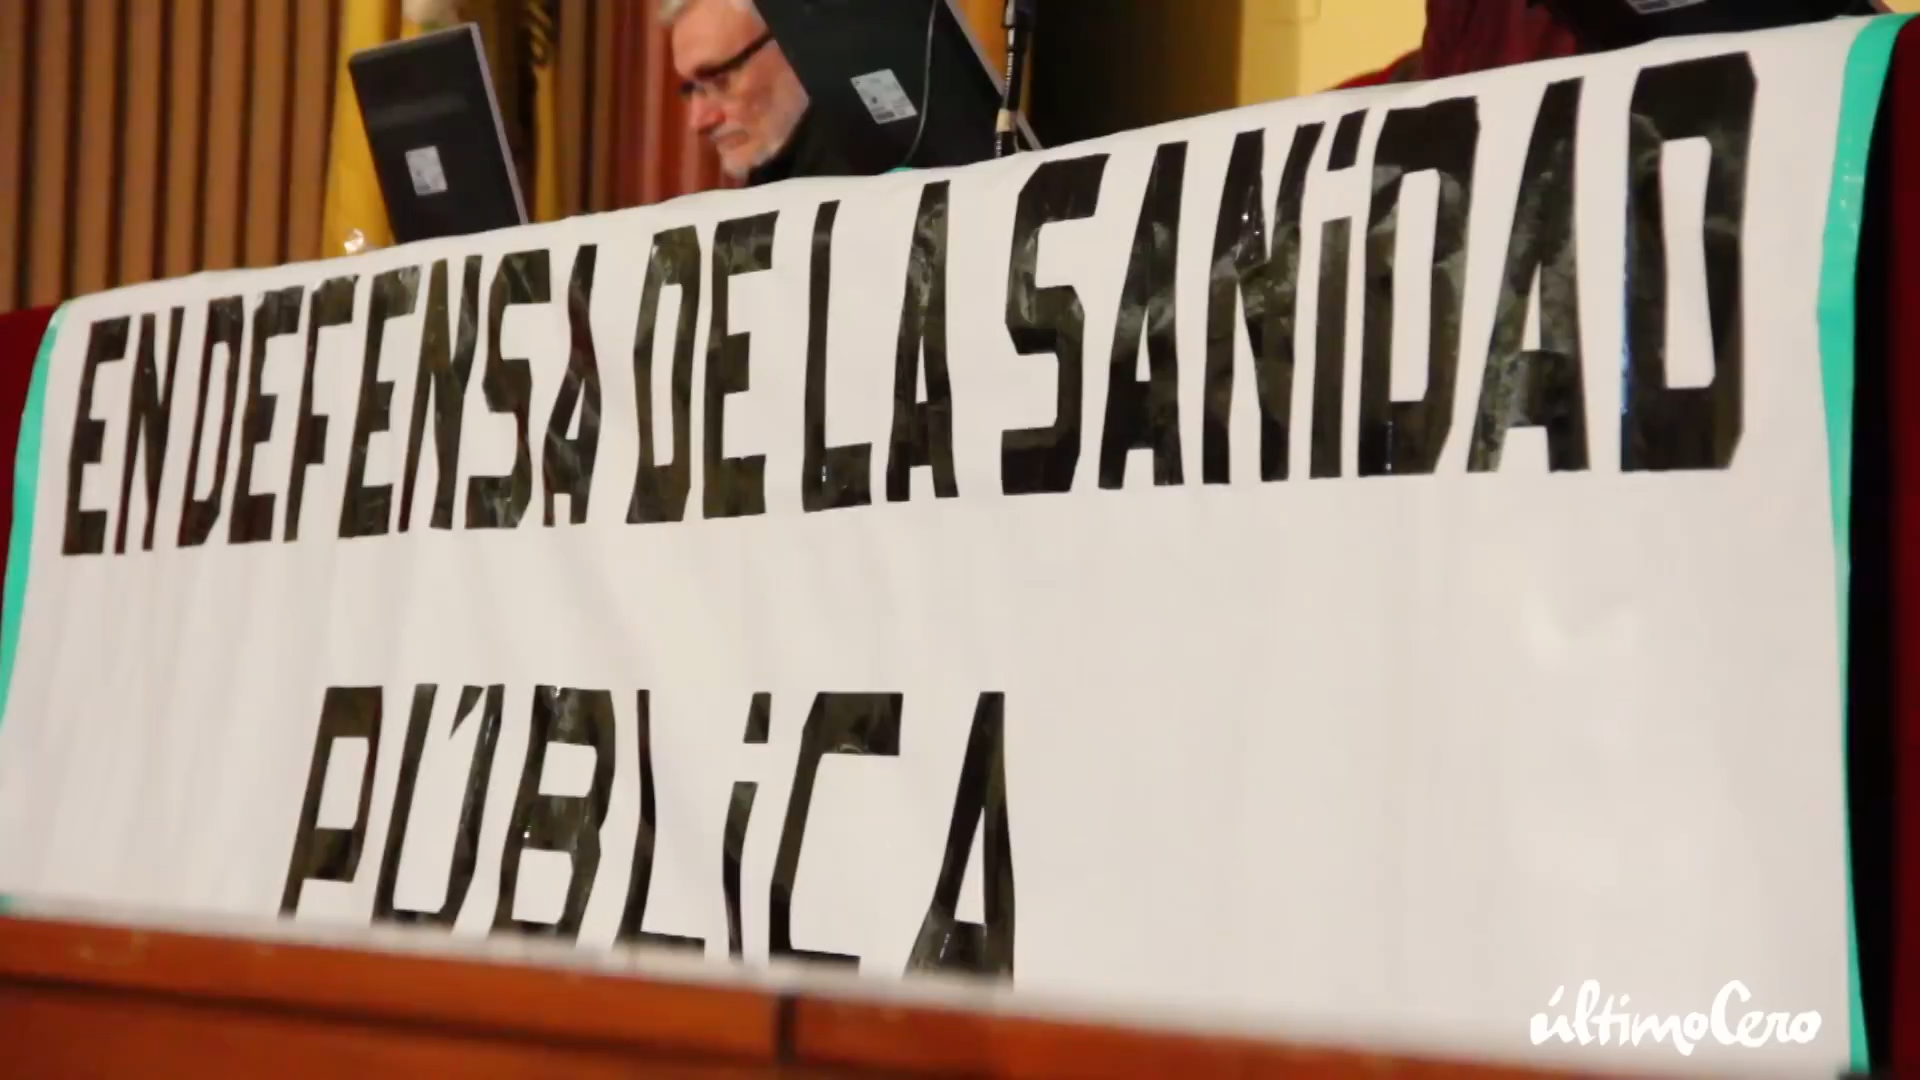 EN DEFENSA DE LA SANiDAD
PÚBLiCA
últimoCero